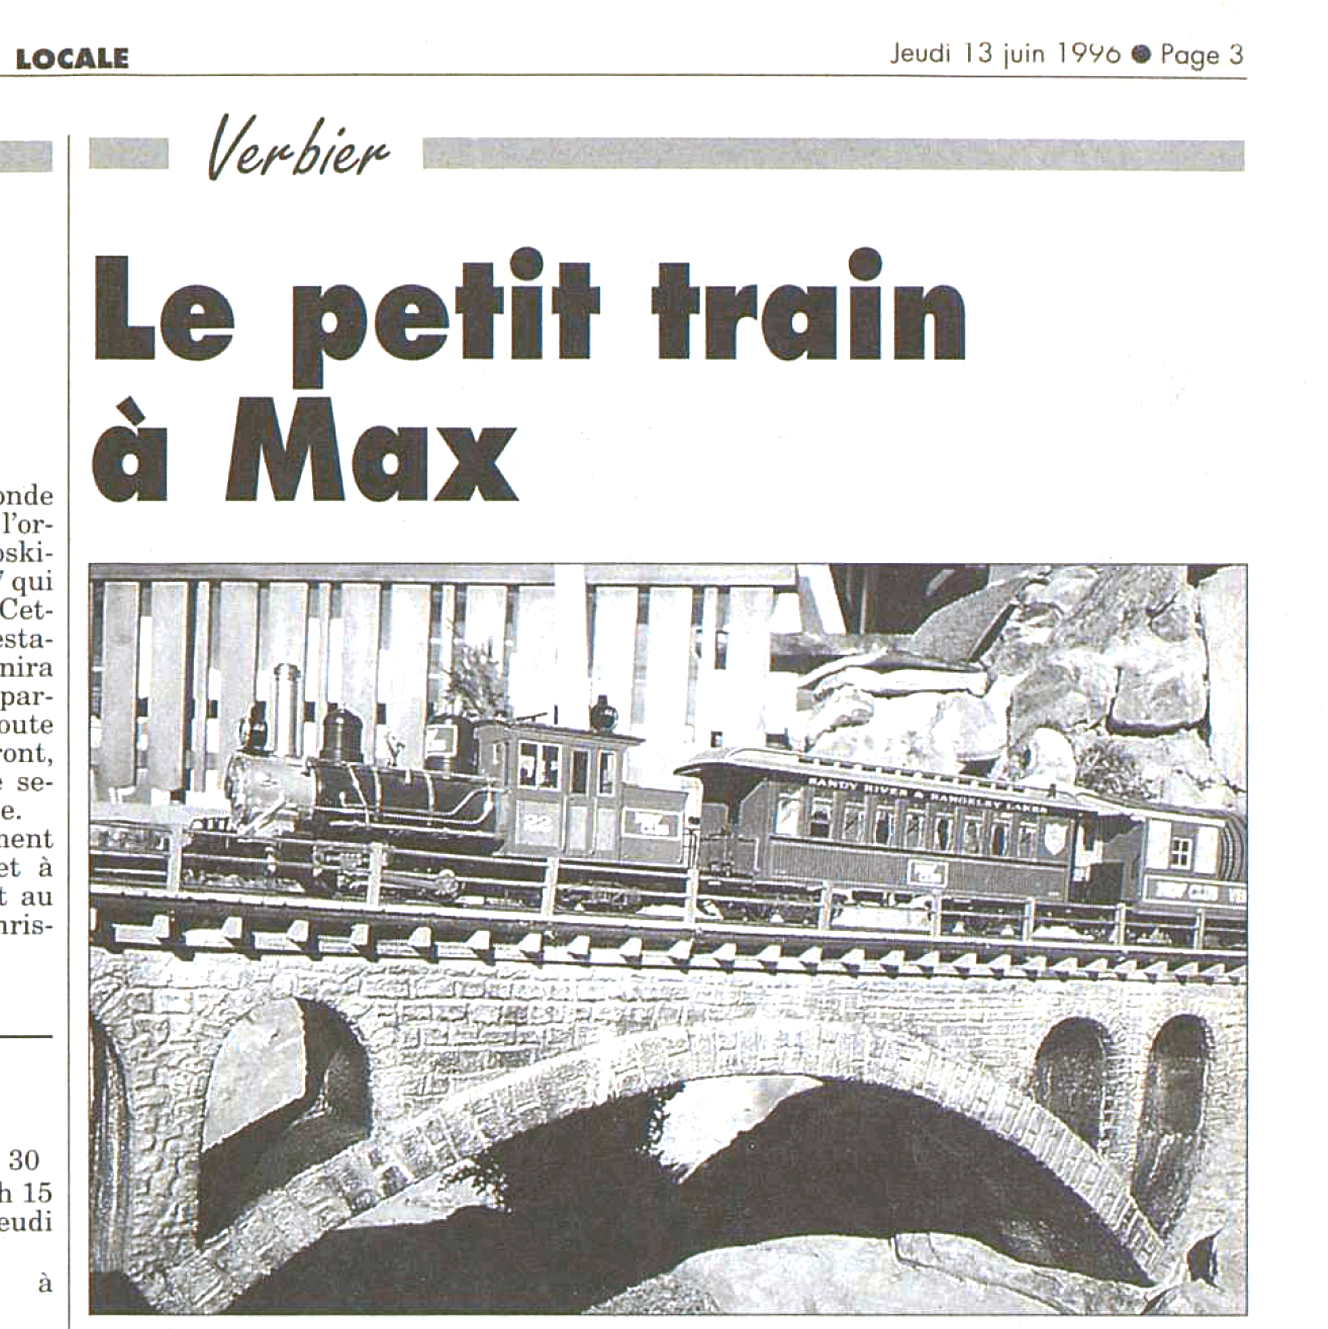 LOCALE
Jeudi 13 juin 1996 ● Page 3
Verbier
Le petit train
à Max
onde
l'or-
oski-
7 qui
Cet-
esta-
nira
par-
oute
ront,
e se-
e.
ment
et à
t au
hris-
30
h 15
eudi
à
22
SANDY RIVER & RANGELEY LAKES